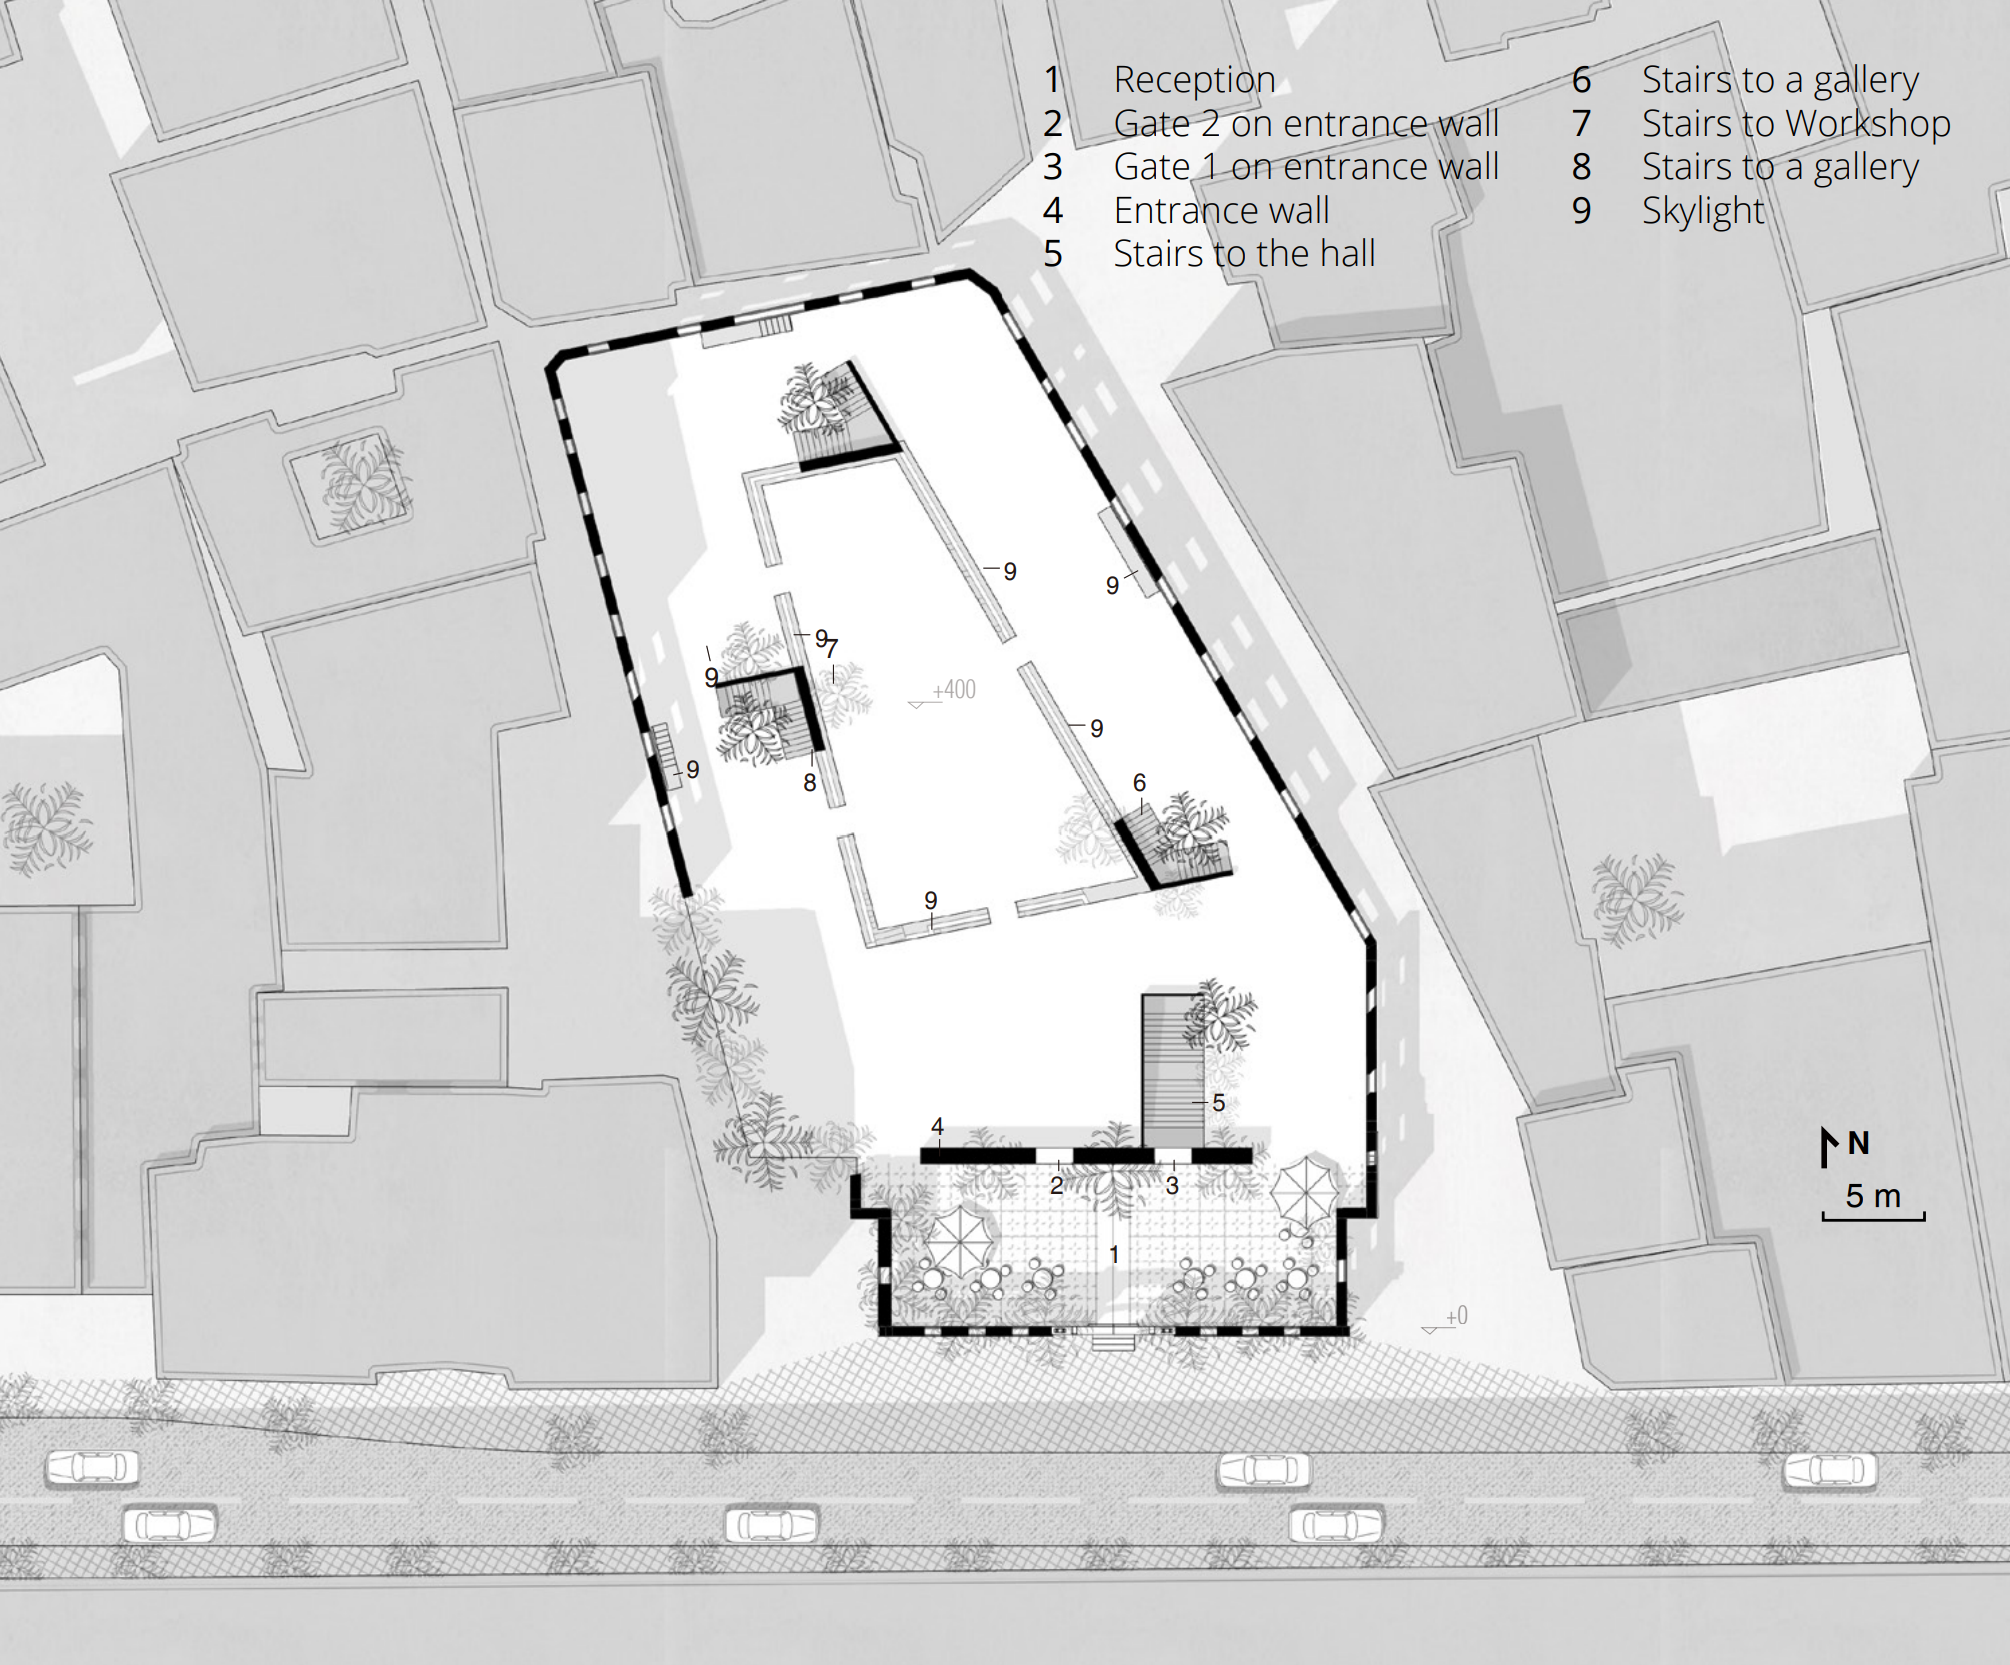 1 Reception
2 Gate 2 on entrance wall
3 Gate 1 on entrance wall
4 Entrance wall
5 Stairs to the hall
6 Stairs to a gallery
7 Stairs to Workshop
8 Stairs to a gallery
9 Skylight
9
9
9
7
9
+400
9
9
8
6
9
5
4
2
3
N
5 m
1
+0